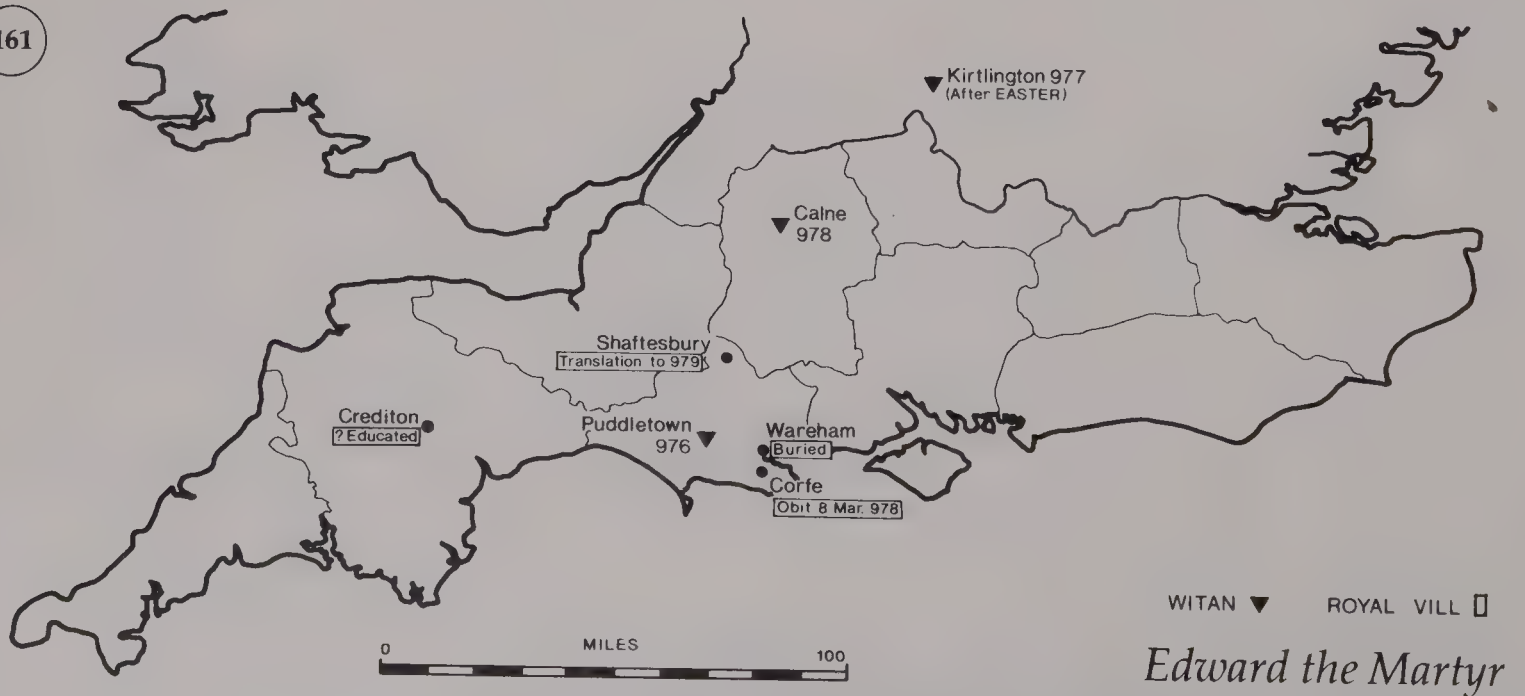 161
Kirtlington 977
(After EASTER)
Calne
978
Shaftesbury
Translation to 979
Crediton
? Educated
Puddletown
976
Wareham
Buried
Corfe
Obit 8 Mar. 978
WITAN ROYAL VILL
0 MILES 100
Edward the Martyr